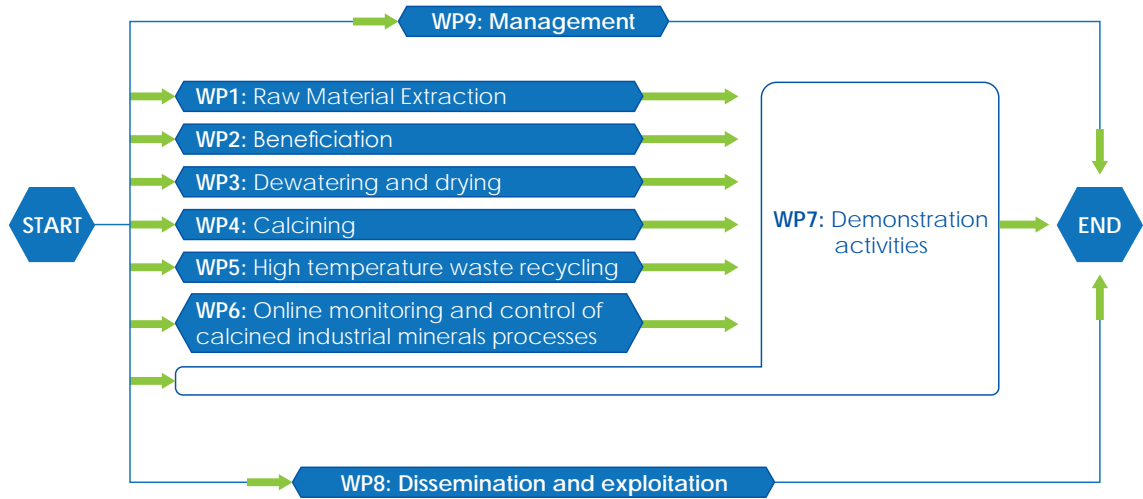 WP9: Management
WP1: Raw Material Extraction
WP2: Beneficiation
WP3: Dewatering and drying
START
WP4: Calcining
WP7: Demonstration
activities
END
WP5: High temperature waste recycling
WP6: Online monitoring and control of
calcined industrial minerals processes
WP8: Dissemination and exploitation